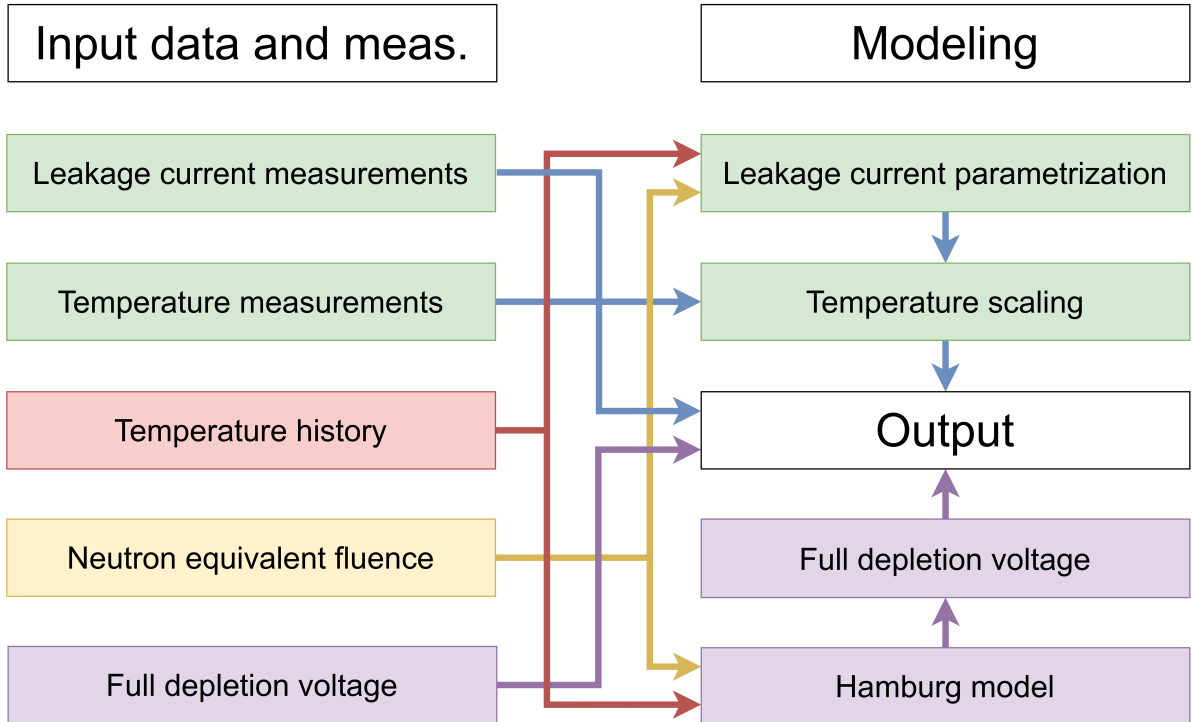 Input data and meas.
Modeling
Leakage current measurements
Leakage current parametrization
Temperature measurements
Temperature scaling
Temperature history
Output
Neutron equivalent fluence
Full depletion voltage
Full depletion voltage
Hamburg model